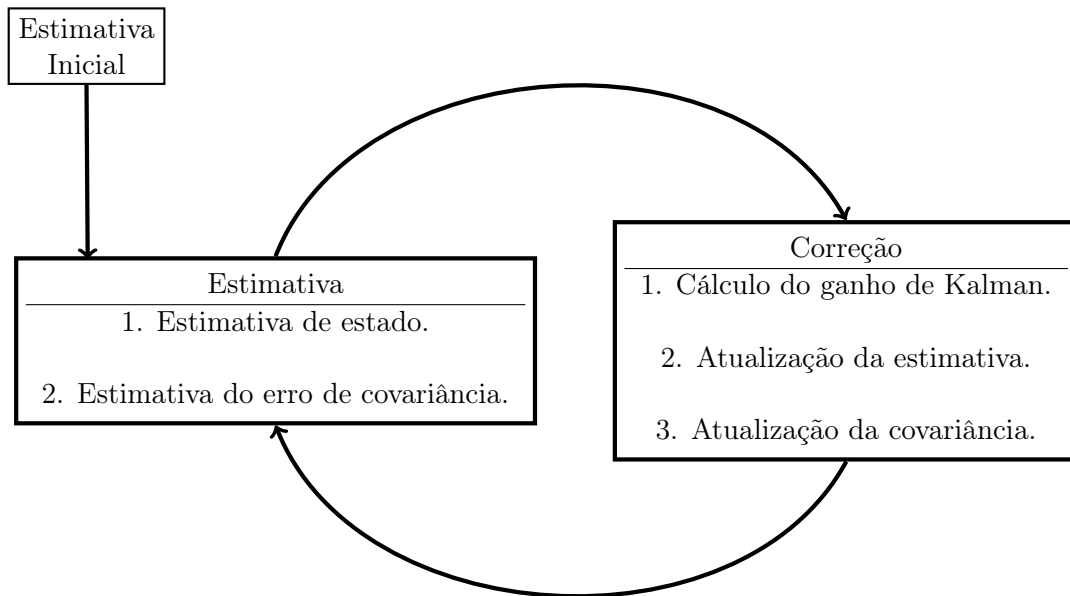 Estimativa
Inicial
Estimativa
1. Estimativa de estado.
2. Estimativa do erro de covariância.
Correção
1. Cálculo do ganho de Kalman.
2. Atualização da estimativa.
3. Atualização da covariância.